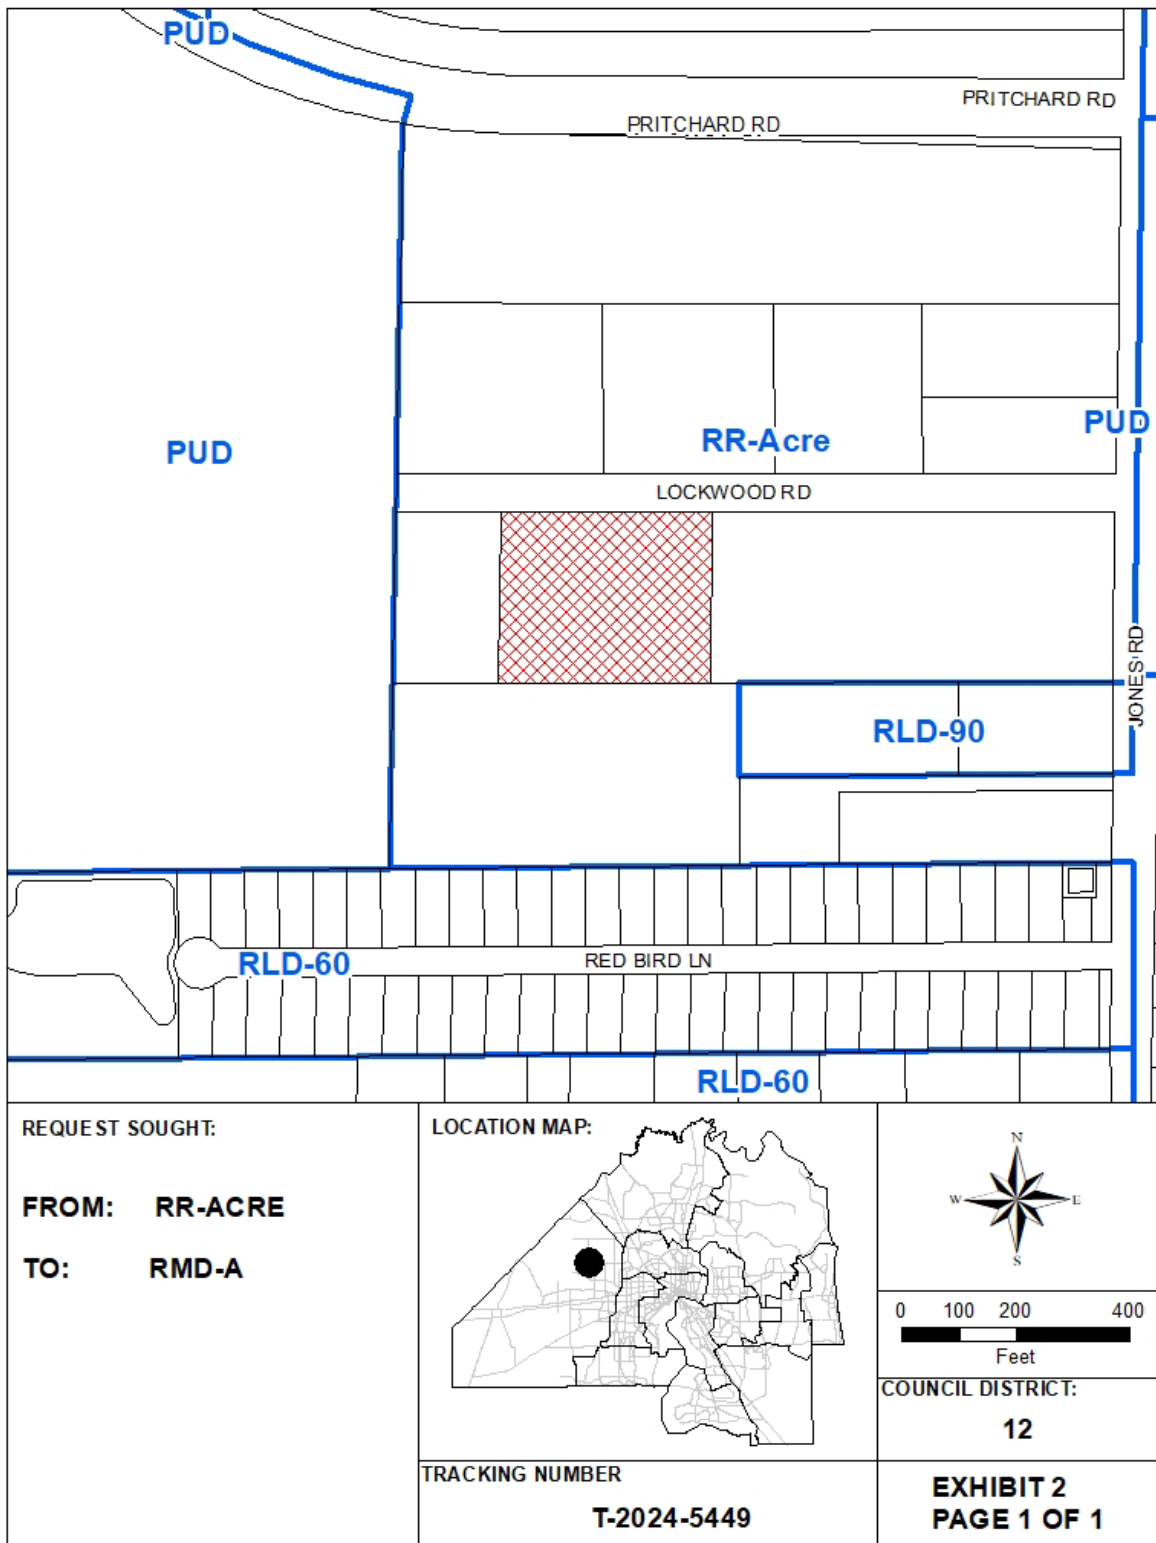 PUD
PRITCHARD RD
PRITCHARD RD
PUD
RR-Acre
PUD
LOCKWOOD RD
JONES RD
RLD-90
RLD-60
RED BIRD LN
RLD-60
REQUEST SOUGHT:
FROM: RR-ACRE
TO: RMD-A
LOCATION MAP:
N
W E
S
0 100 200 400
Feet
COUNCIL DISTRICT:
12
TRACKING NUMBER
T-2024-5449
EXHIBIT 2
PAGE 1 OF 1